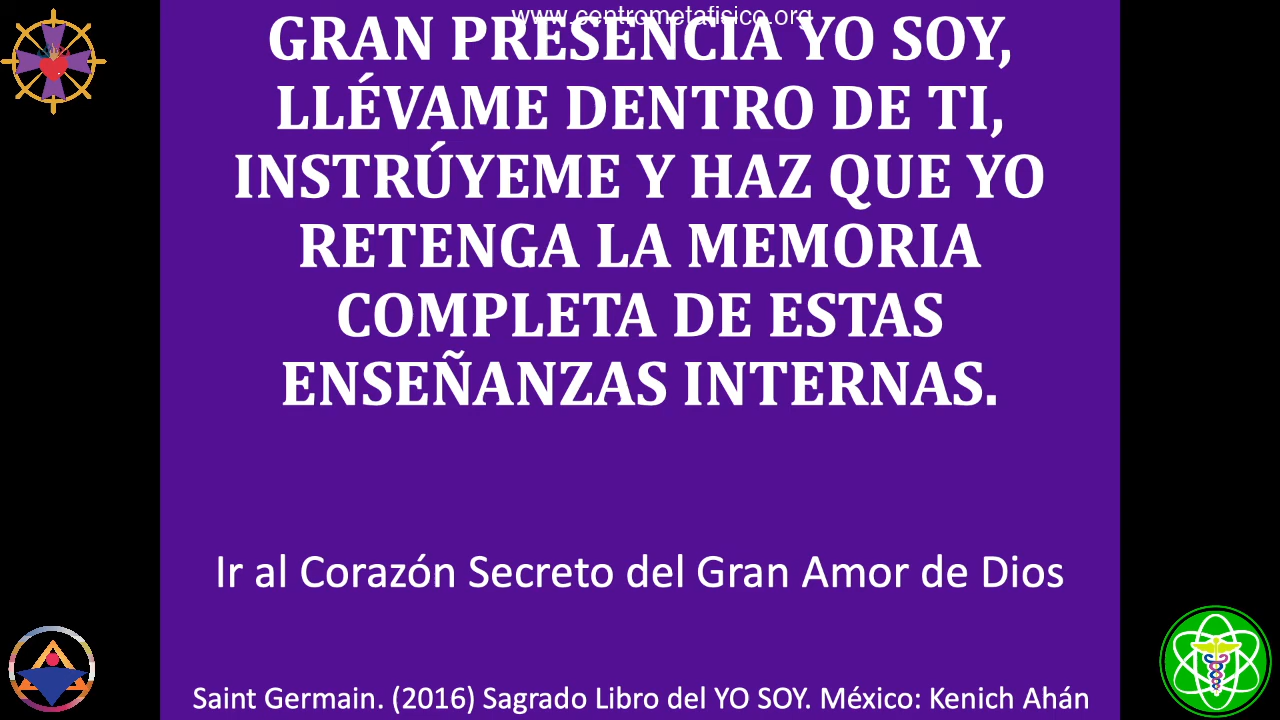 www.centrometafisico.org
GRAN PRESENCIA YO SOY,
LLÉVAME DENTRO DE TI,
INSTRÚYEME Y HAZ QUE YO
RETENGA LA MEMORIA
COMPLETA DE ESTAS
ENSEÑANZAS INTERNAS.
Ir al Corazón Secreto del Gran Amor de Dios
Saint Germain. (2016) Sagrado Libro del YO SOY. México: Kenich Ahán